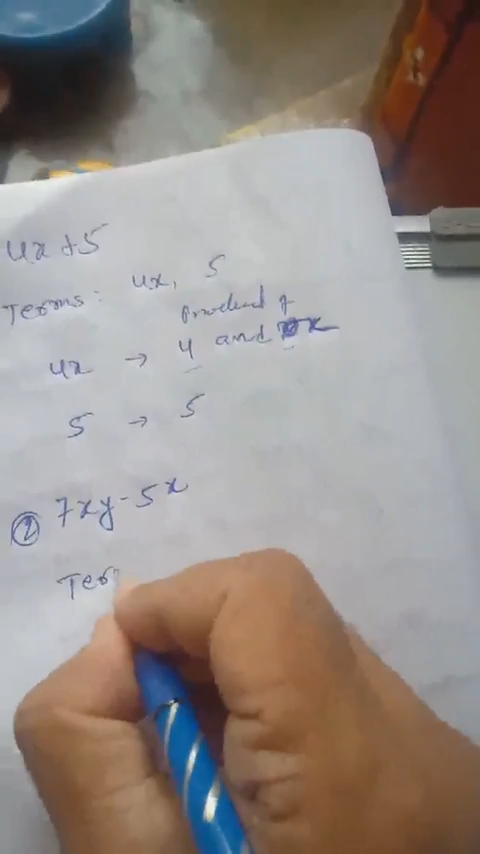 4x+5
Terms: 4x, 5
Product of
4x → 4 and x
5 → 5
② 7xy-5x
Ter